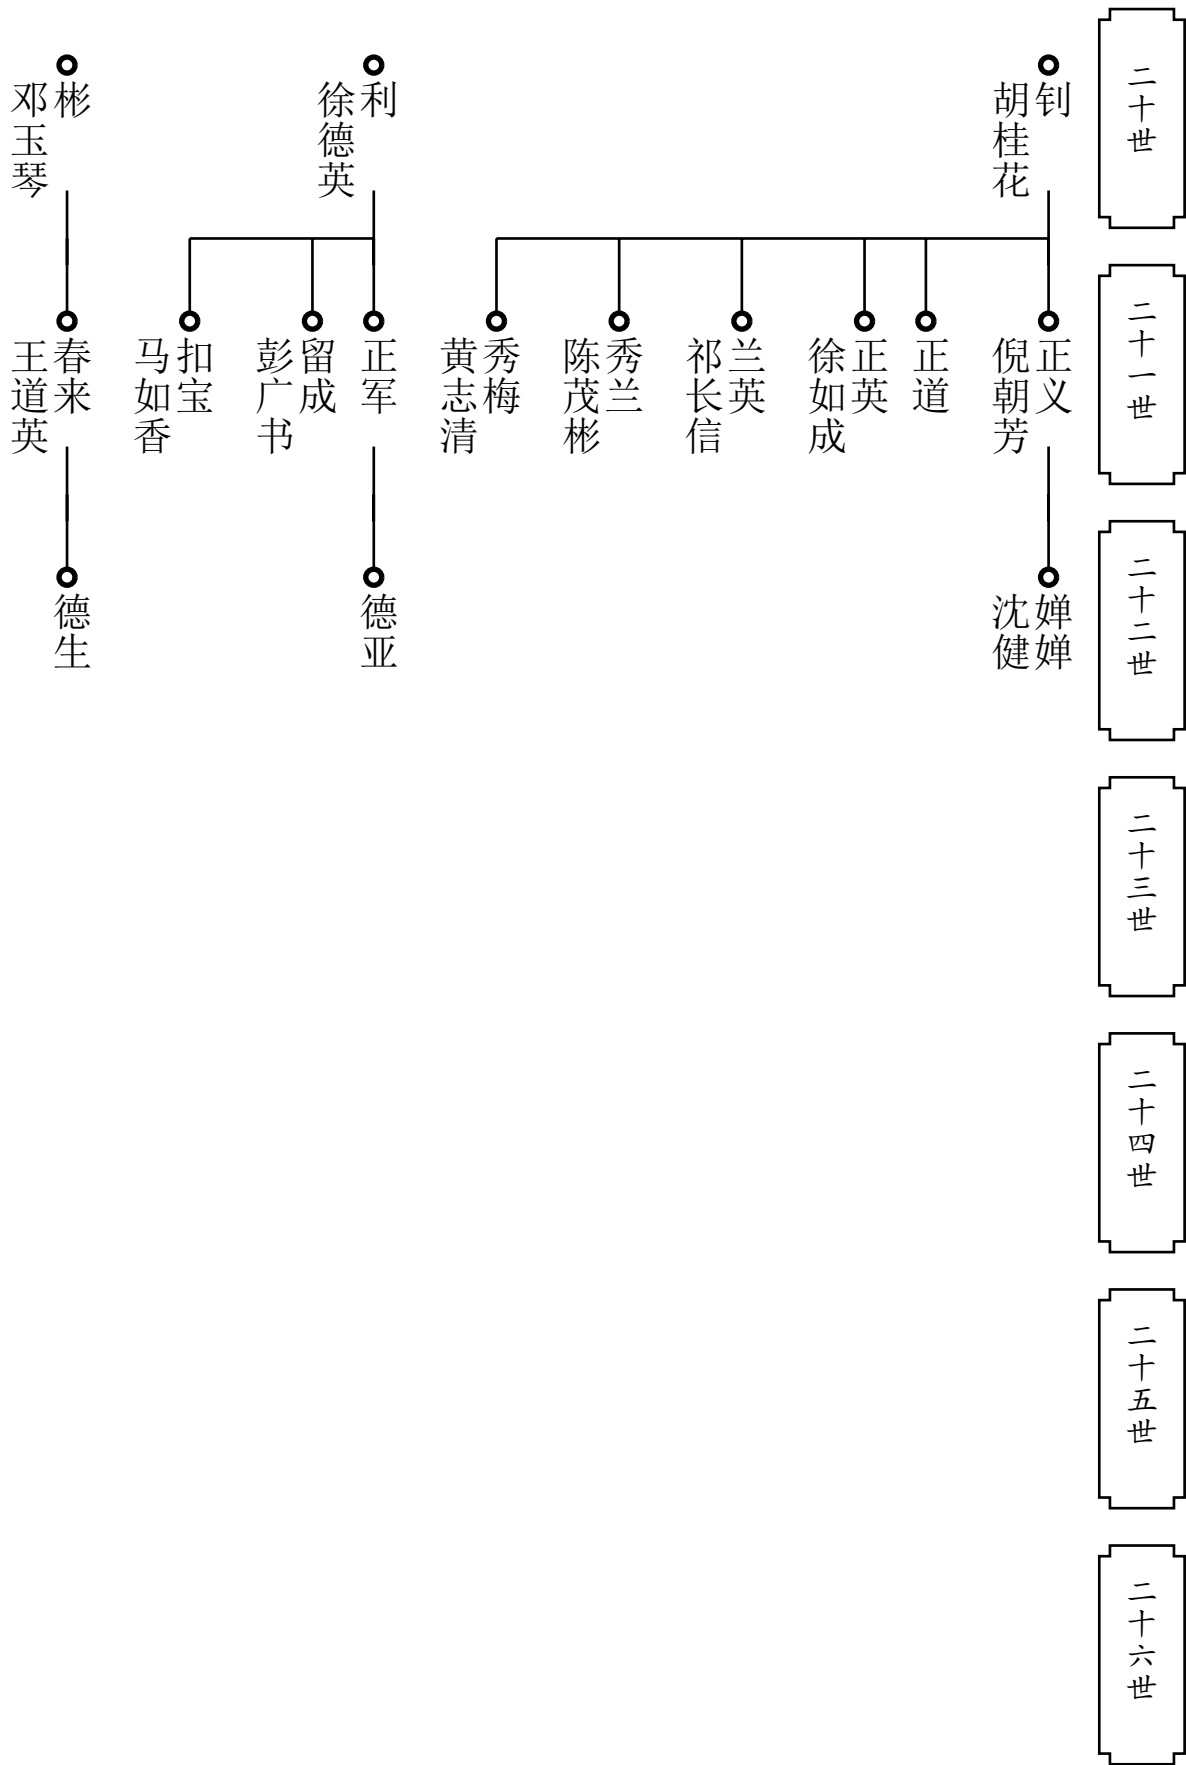 二十世
钊
胡桂花
利
徐德英
彬
邓玉琴
二十一世
正义
倪朝芳
正道
正英
徐如成
兰英
祁长信
秀兰
陈茂彬
秀梅
黄志清
正军
留成
彭广书
扣宝
马如香
春来
王道英
二十二世
婵婵
沈健
德亚
德生
二十三世
二十四世
二十五世
二十六世